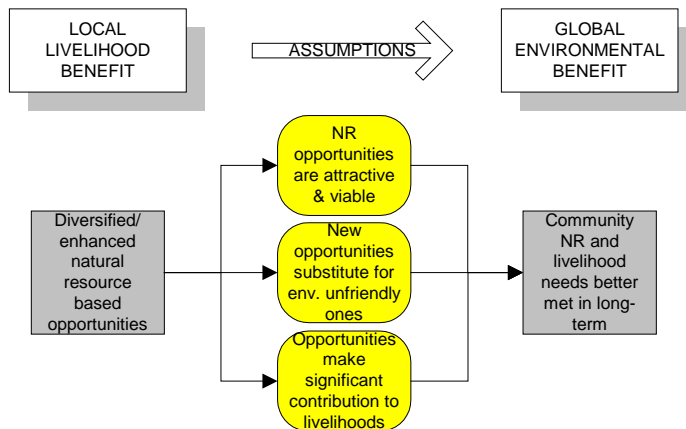 LOCAL
LIVELIHOOD
BENEFIT
ASSUMPTIONS
GLOBAL
ENVIRONMENTAL
BENEFIT
Diversified/
enhanced
natural
resource
based
opportunities
NR
opportunities
are attractive
& viable
New
opportunities
substitute for
env. unfriendly
ones
Opportunities
make
significant
contribution to
livelihoods
Community
NR and
livelihood
needs better
met in long-
term